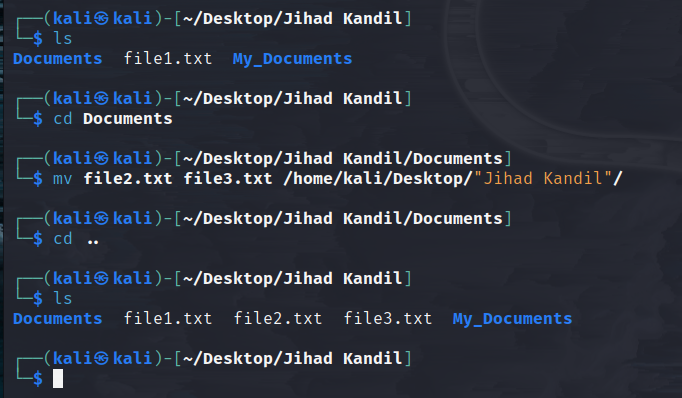 ┌──(kali㉿kali)-[~/Desktop/Jihad Kandil]
└─$ ls
Documents  file1.txt  My_Documents
┌──(kali㉿kali)-[~/Desktop/Jihad Kandil]
└─$ cd Documents
┌──(kali㉿kali)-[~/Desktop/Jihad Kandil/Documents]
└─$ mv file2.txt file3.txt /home/kali/Desktop/"Jihad Kandil"/
┌──(kali㉿kali)-[~/Desktop/Jihad Kandil/Documents]
└─$ cd ..
┌──(kali㉿kali)-[~/Desktop/Jihad Kandil]
└─$ ls
Documents  file1.txt  file2.txt  file3.txt  My_Documents
┌──(kali㉿kali)-[~/Desktop/Jihad Kandil]
└─$